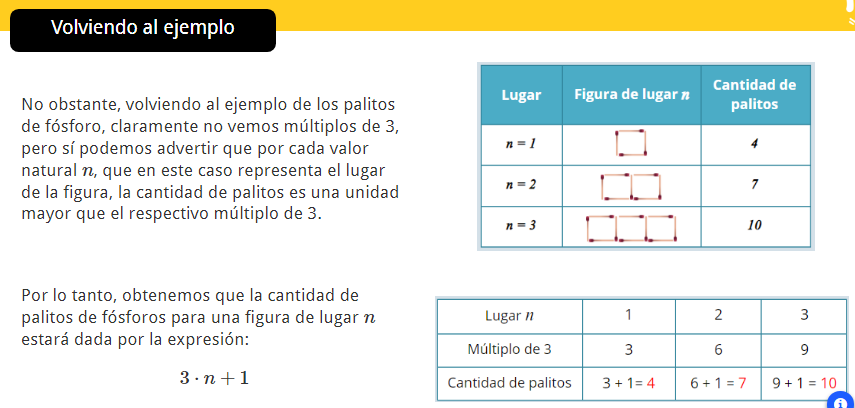 Volviendo al ejemplo
No obstante, volviendo al ejemplo de los palitos
de fósforo, claramente no vemos múltiplos de 3,
pero sí podemos advertir que por cada valor
natural n, que en este caso representa el lugar
de la figura, la cantidad de palitos es una unidad
mayor que el respectivo múltiplo de 3.
Lugar Figura de lugar n Cantidad de palitos
n = 1 4
n = 2 7
n = 3 10
Por lo tanto, obtenemos que la cantidad de
palitos de fósforos para una figura de lugar n
estará dada por la expresión:
3 · n + 1
Lugar n 1 2 3
Múltiplo de 3 3 6 9
Cantidad de palitos 3 + 1= 4 6 + 1 = 7 9 + 1 = 10
i